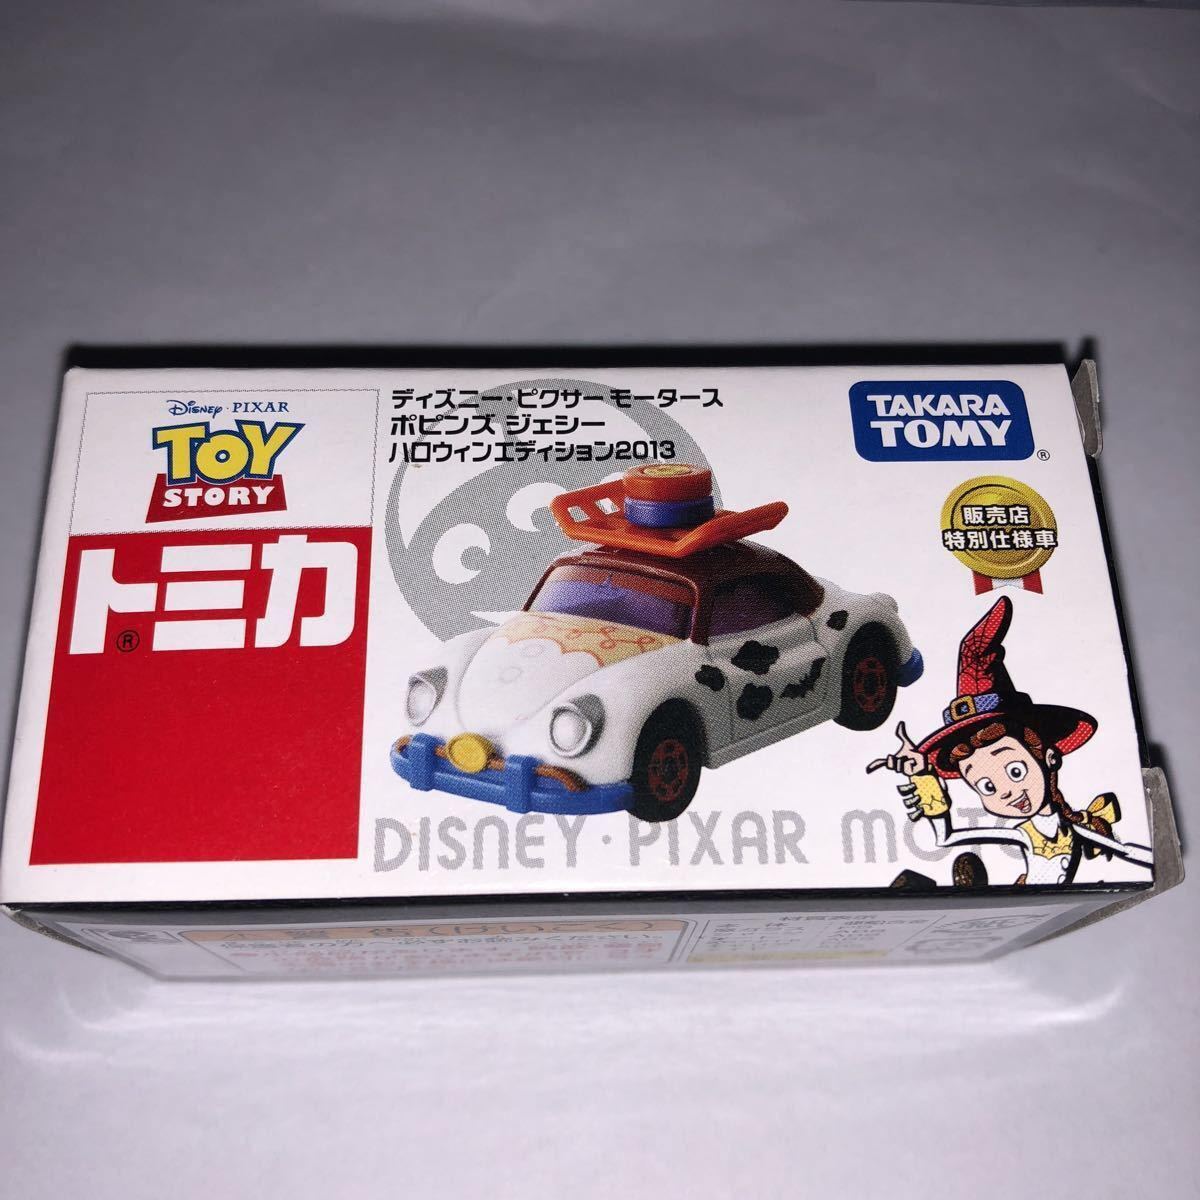 Disney · PIXAR
TOY
STORY
トミカ
®
ディズニー・ピクサー モータース
ポピンズ ジェシー
ハロウィンエディション2013
TAKARA
TOMY
®
販売店
特別仕様車
DISNEY · PIXAR MOTO